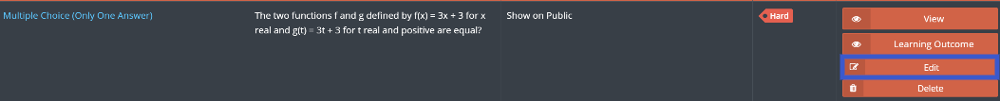 Multiple Choice (Only One Answer)
The two functions f and g defined by f(x) = 3x + 3 for x
real and g(t) = 3t + 3 for t real and positive are equal?
Show on Public
Hard
View
Learning Outcome
Edit
Delete